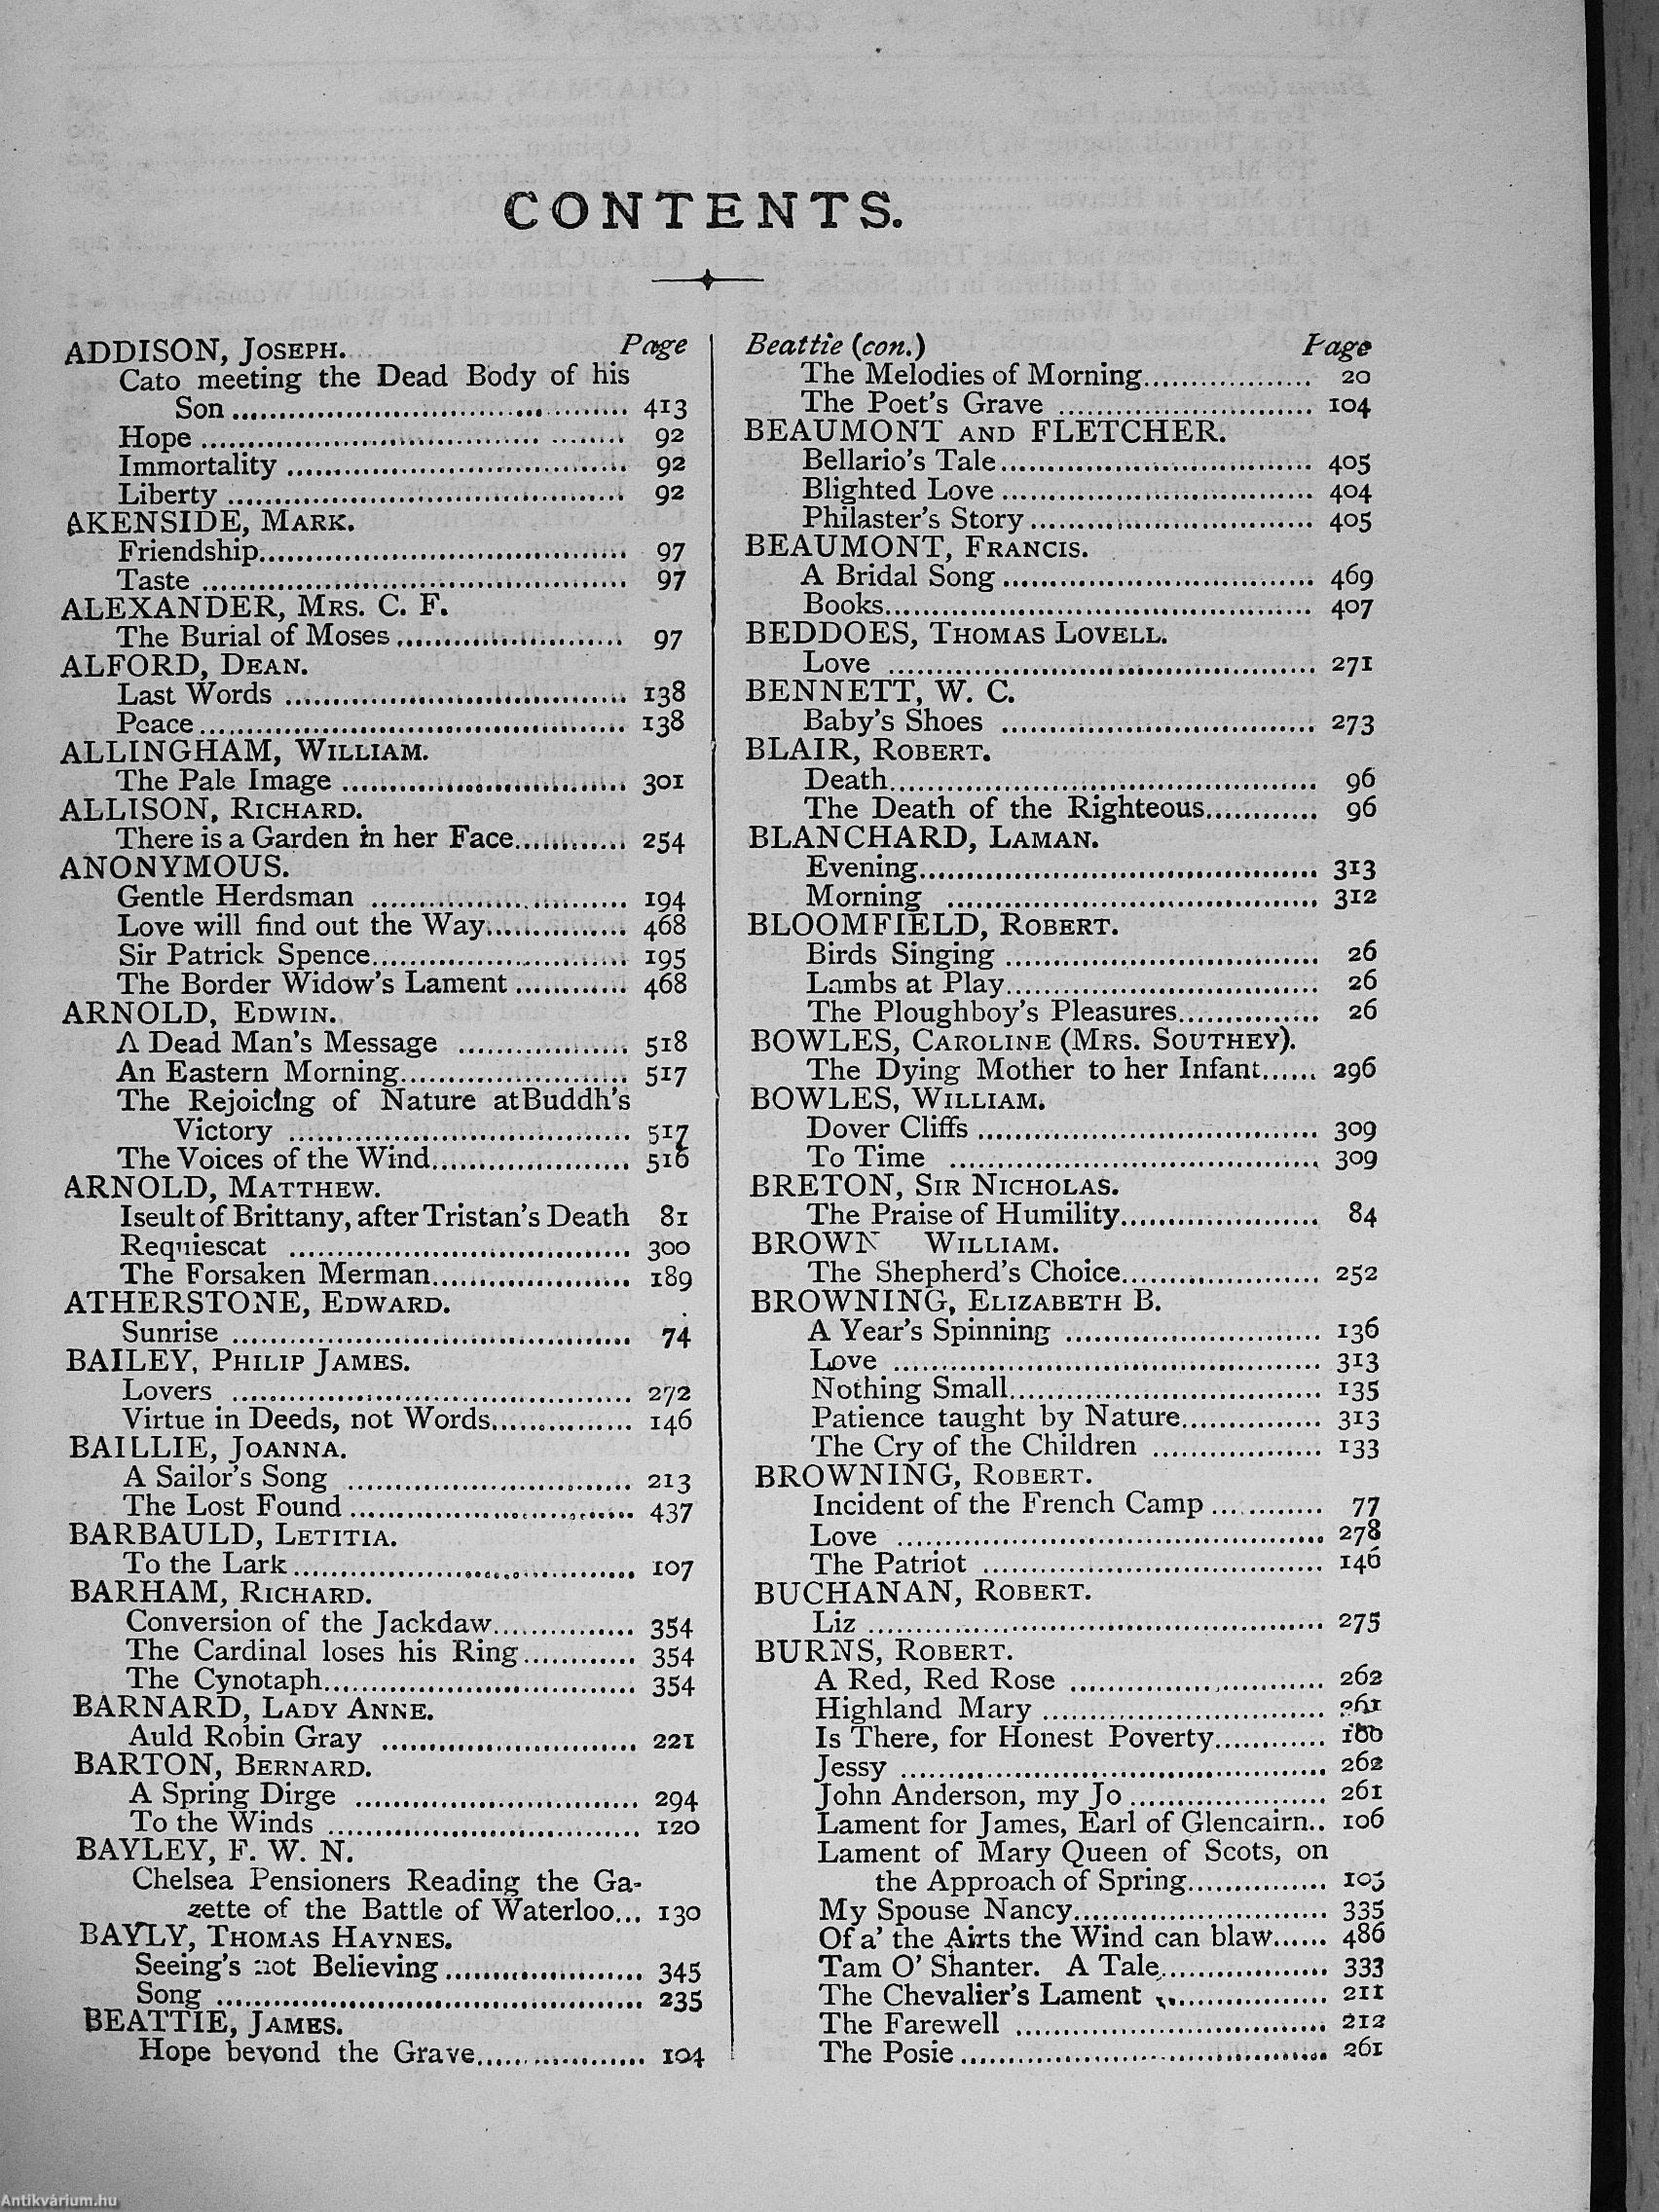 CONTENTS.
ADDISON, JOSEPH. Page
Cato meeting the Dead Body of his
Son 413
Hope 92
Immortality 92
Liberty 92
AKENSIDE, MARK.
Friendship 97
Taste 97
ALEXANDER, MRS. C. F.
The Burial of Moses 97
ALFORD, DEAN.
Last Words 138
Peace 138
ALLINGHAM, WILLIAM.
The Pale Image 301
ALLISON, RICHARD.
There is a Garden in her Face 254
ANONYMOUS.
Gentle Herdsman 194
Love will find out the Way 468
Sir Patrick Spence 195
The Border Widow's Lament 468
ARNOLD, EDWIN.
A Dead Man's Message 518
An Eastern Morning 517
The Rejoicing of Nature at Buddh's
Victory 517
The Voices of the Wind 516
ARNOLD, MATTHEW.
Iseult of Brittany, after Tristan's Death 81
Requiescat 300
The Forsaken Merman 189
ATHERSTONE, EDWARD.
Sunrise 74
BAILEY, PHILIP JAMES.
Lovers 272
Virtue in Deeds, not Words 146
BAILLIE, JOANNA.
A Sailor's Song 213
The Lost Found 437
BARBAULD, LETITIA.
To the Lark 107
BARHAM, RICHARD.
Conversion of the Jackdaw 354
The Cardinal loses his Ring 354
The Cynotaph 354
BARNARD, LADY ANNE.
Auld Robin Gray 221
BARTON, BERNARD.
A Spring Dirge 294
To the Winds 120
BAYLEY, F. W. N.
Chelsea Pensioners Reading the Ga-
zette of the Battle of Waterloo... 130
BAYLY, THOMAS HAYNES.
Seeing's not Believing 345
Song 235
BEATTIE, JAMES.
Hope beyond the Grave 104
Beattie (con.) Page
The Melodies of Morning 20
The Poet's Grave 104
BEAUMONT AND FLETCHER.
Bellario's Tale 405
Blighted Love 404
Philaster's Story 405
BEAUMONT, FRANCIS.
A Bridal Song 469
Books 407
BEDDOES, THOMAS LOVELL.
Love 271
BENNETT, W. C.
Baby's Shoes 273
BLAIR, ROBERT.
Death 96
The Death of the Righteous 96
BLANCHARD, LAMAN.
Evening 313
Morning 312
BLOOMFIELD, ROBERT.
Birds Singing 26
Lambs at Play 26
The Ploughboy's Pleasures 26
BOWLES, CAROLINE (MRS. SOUTHEY).
The Dying Mother to her Infant 296
BOWLES, WILLIAM.
Dover Cliffs 309
To Time 309
BRETON, SIR NICHOLAS.
The Praise of Humility 84
BROWN WILLIAM.
The Shepherd's Choice 252
BROWNING, ELIZABETH B.
A Year's Spinning 136
Love 313
Nothing Small 135
Patience taught by Nature 313
The Cry of the Children 133
BROWNING, ROBERT.
Incident of the French Camp 77
Love 278
The Patriot 146
BUCHANAN, ROBERT.
Liz 275
BURNS, ROBERT.
A Red, Red Rose 262
Highland Mary
Is There, for Honest Poverty
Jessy 262
John Anderson, my Jo 261
Lament for James, Earl of Glencairn.. 106
Lament of Mary Queen of Scots, on
the Approach of Spring 105
My Spouse Nancy 335
Of a' the Airts the Wind can blaw 486
Tam O' Shanter. A Tale 333
The Chevalier's Lament 211
The Farewell 212
The Posie 261
Antikvárium.hu